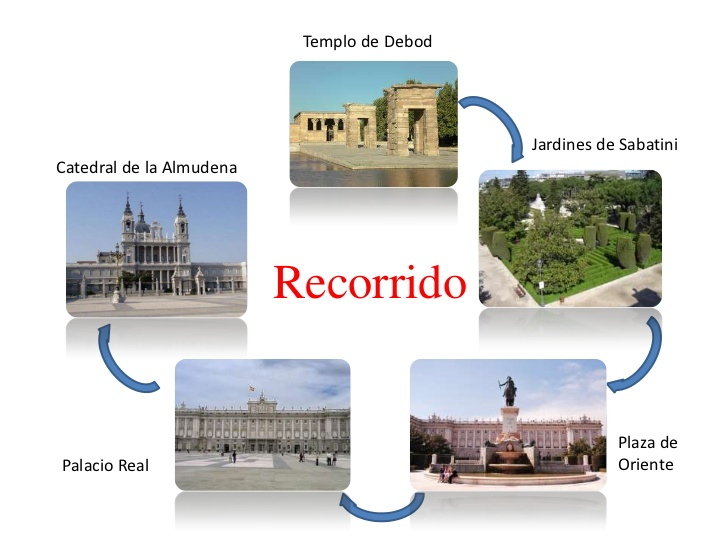 Templo de Debod
Jardines de Sabatini
Catedral de la Almudena
Recorrido
Plaza de
Oriente
Palacio Real